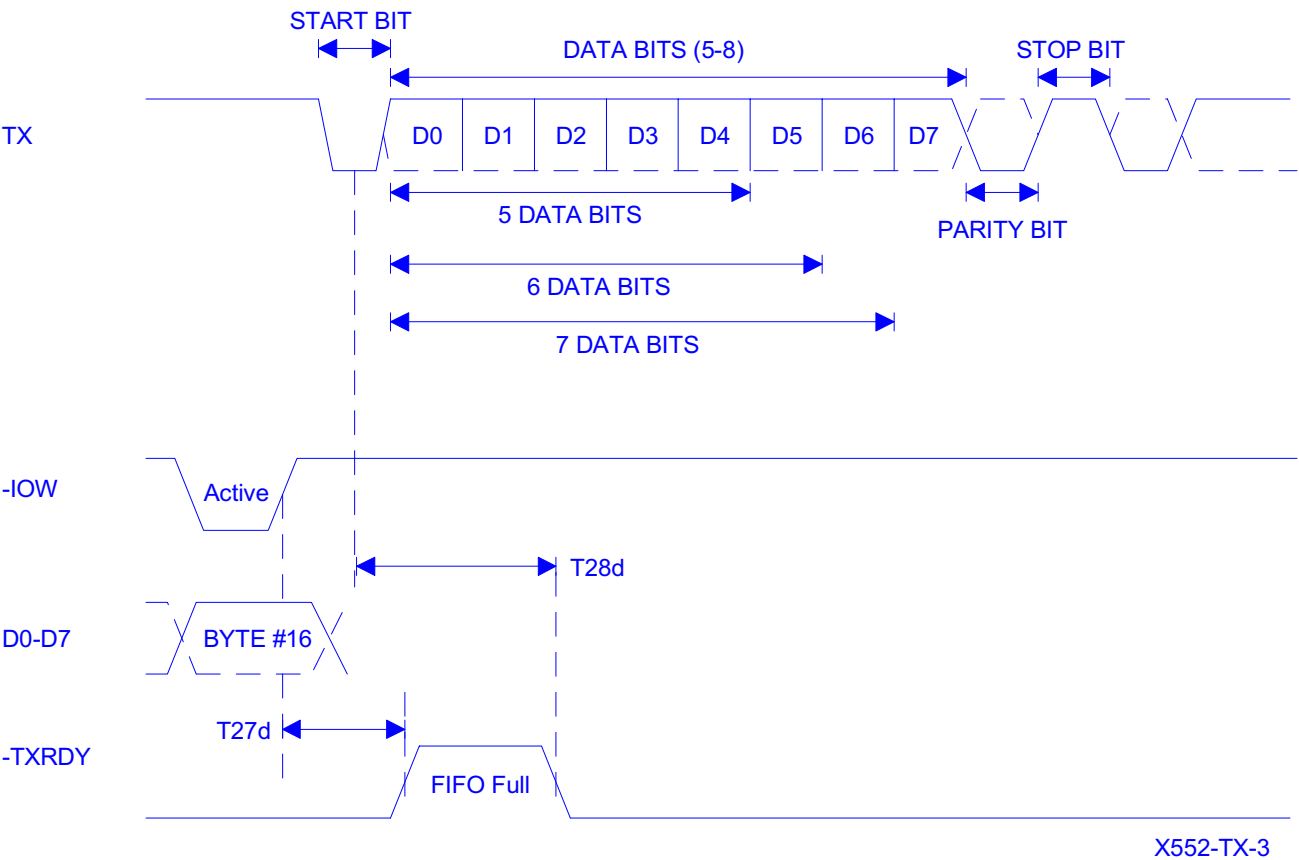 START BIT
DATA BITS (5-8)
STOP BIT
TX
D0 D1 D2 D3 D4 D5 D6 D7
5 DATA BITS
PARITY BIT
6 DATA BITS
7 DATA BITS
-IOW
Active
T28d
D0-D7
BYTE #16
T27d
-TXRDY
FIFO Full
X552-TX-3